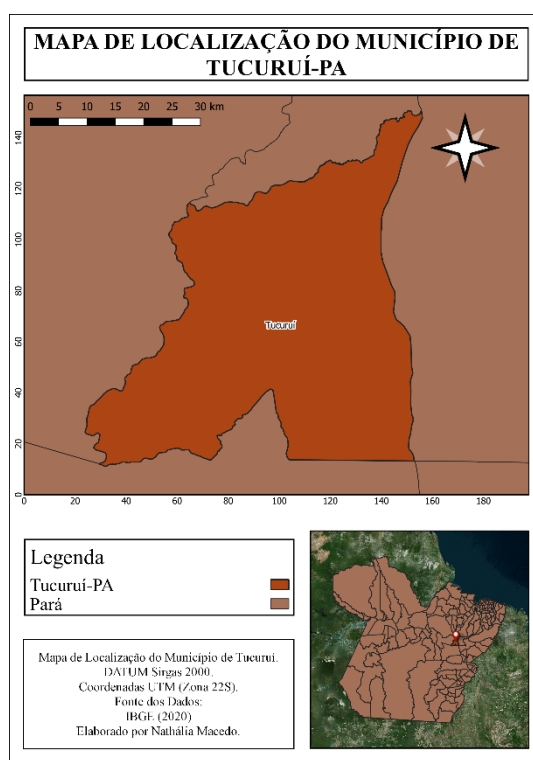 MAPA DE LOCALIZAÇÃO DO MUNICÍPIO DE
TUCURUÍ-PA
0 5 10 15 20 25 30 km
140
120
100
80
60
40
20
0
Tucuruí
0 20 40 60 80 100 120 140 160 180
Legenda
Tucuruí-PA
Pará
Mapa de Localização do Município de Tucuruí.
DATUM Sirgas 2000.
Coordenadas UTM (Zona 22S).
Fonte dos Dados:
IBGE (2020)
Elaborado por Nathália Macedo.